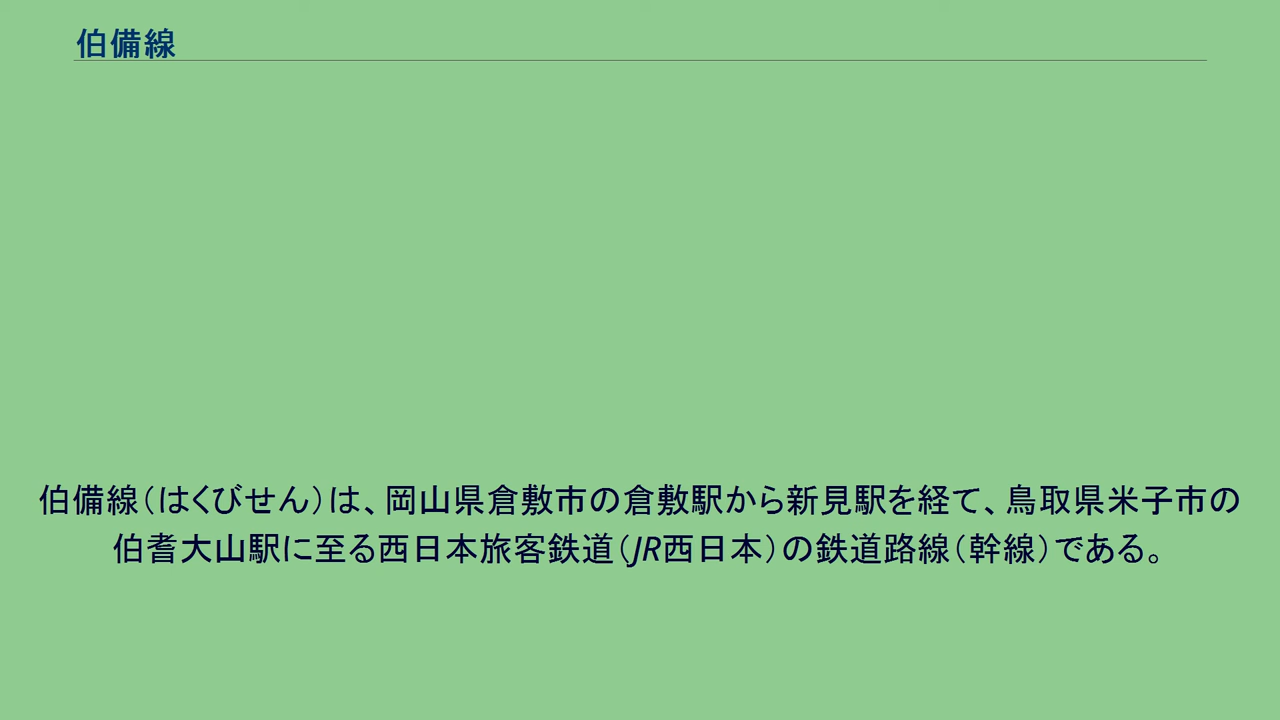 伯備線
伯備線（はくびせん）は、岡山県倉敷市の倉敷駅から新見駅を経て、鳥取県米子市の
伯耆大山駅に至る西日本旅客鉄道（JR西日本）の鉄道路線（幹線）である。